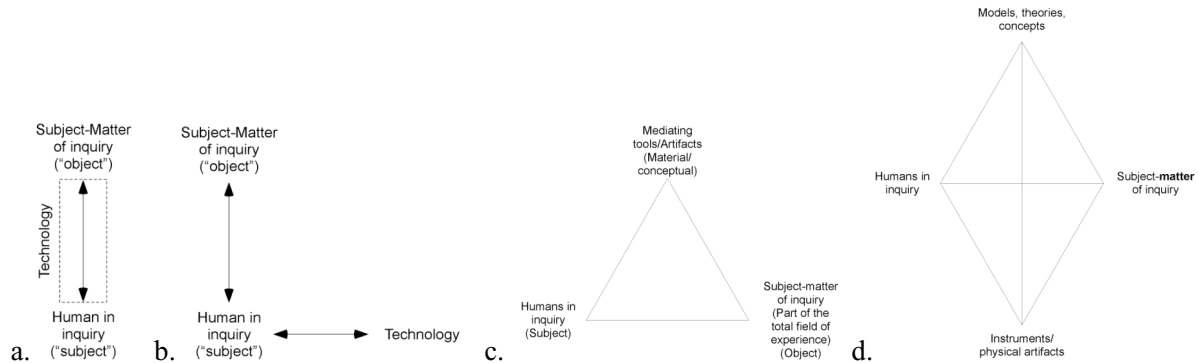 a.
Subject-Matter
of inquiry
("object")
Technology
Human in
inquiry
("subject")
b.
Subject-Matter
of inquiry
("object")
Human in
inquiry
("subject")
Technology
c.
Mediating
tools/Artifacts
(Material/
conceptual)
Humans in
inquiry
(Subject)
Subject-matter
of inquiry
(Part of the
total field of
experience)
(Object)
d.
Models, theories,
concepts
Humans in
inquiry
Subject-matter
of inquiry
Instruments/
physical artifacts